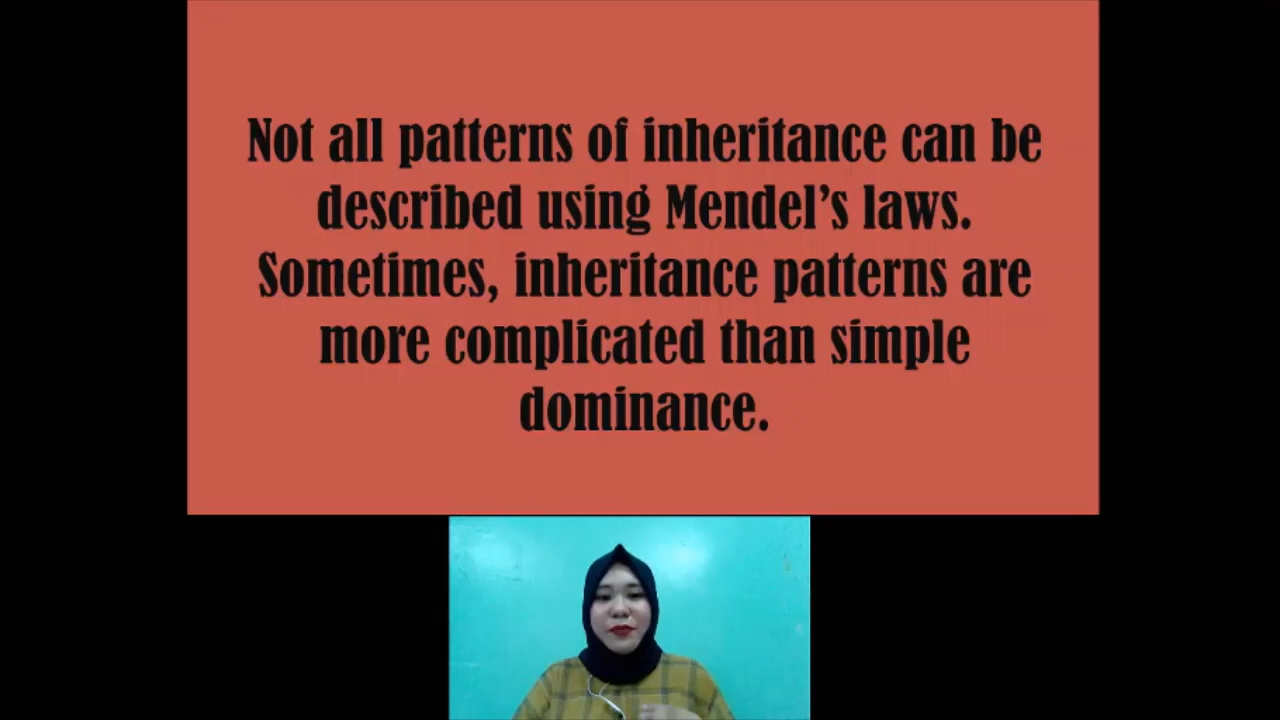 Not all patterns of inheritance can be
described using Mendel’s laws.
Sometimes, inheritance patterns are
more complicated than simple
dominance.